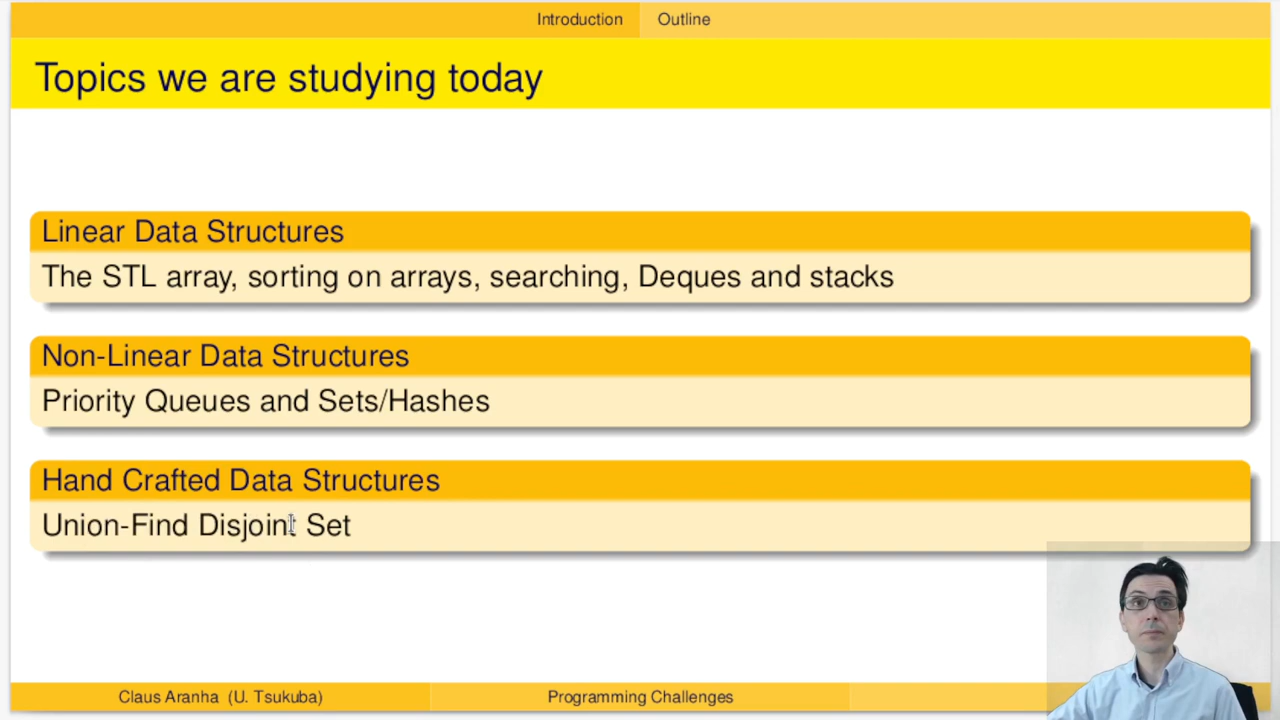 Introduction Outline
Topics we are studying today
Linear Data Structures
The STL array, sorting on arrays, searching, Deques and stacks
Non-Linear Data Structures
Priority Queues and Sets/Hashes
Hand Crafted Data Structures
Union-Find Disjoint Set
Claus Aranha (U. Tsukuba) Programming Challenges